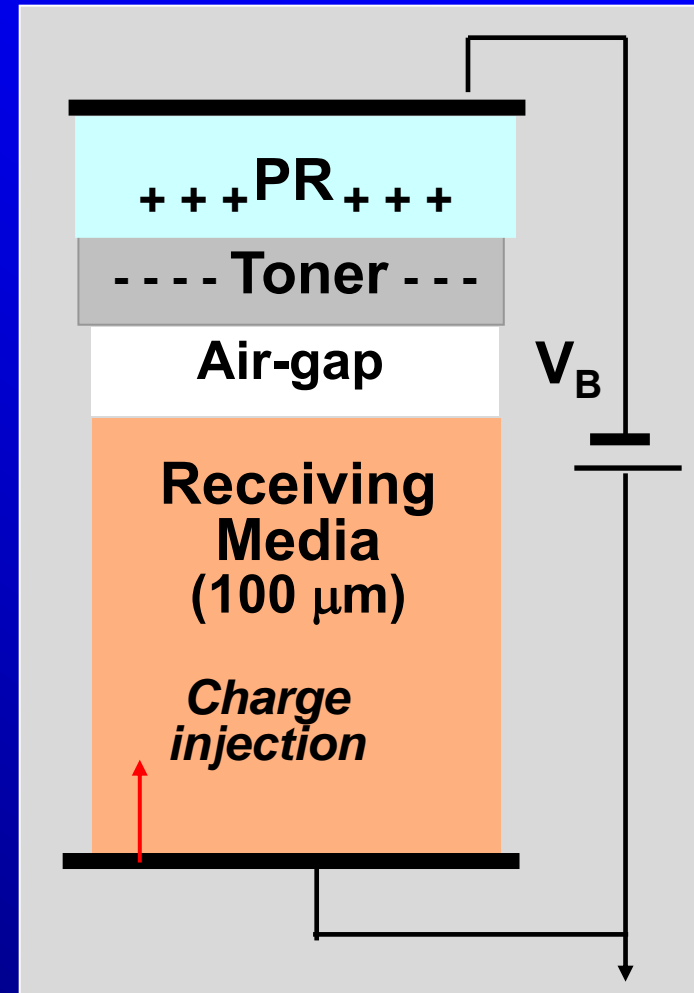 + + + PR + + +
- - - - Toner - - -
Air-gap
V_B
Receiving
Media
(100 μm)
Charge
injection